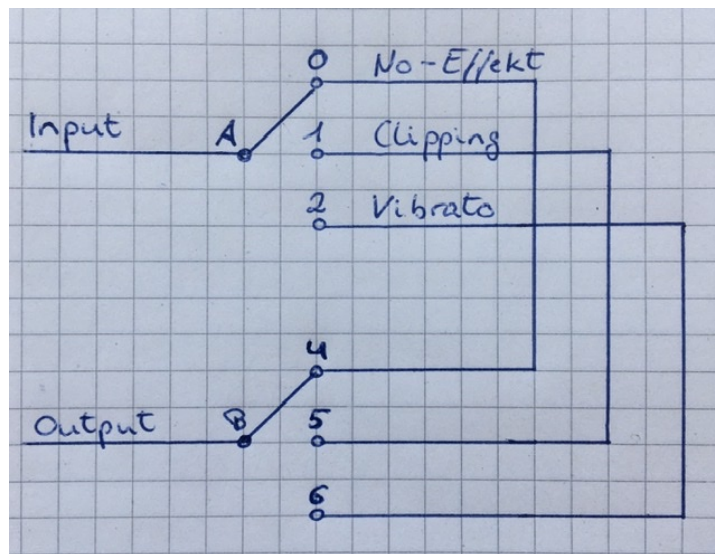 0 No-Effekt
Input A 1 Clipping
2 Vibrato
4
Output B 5
6